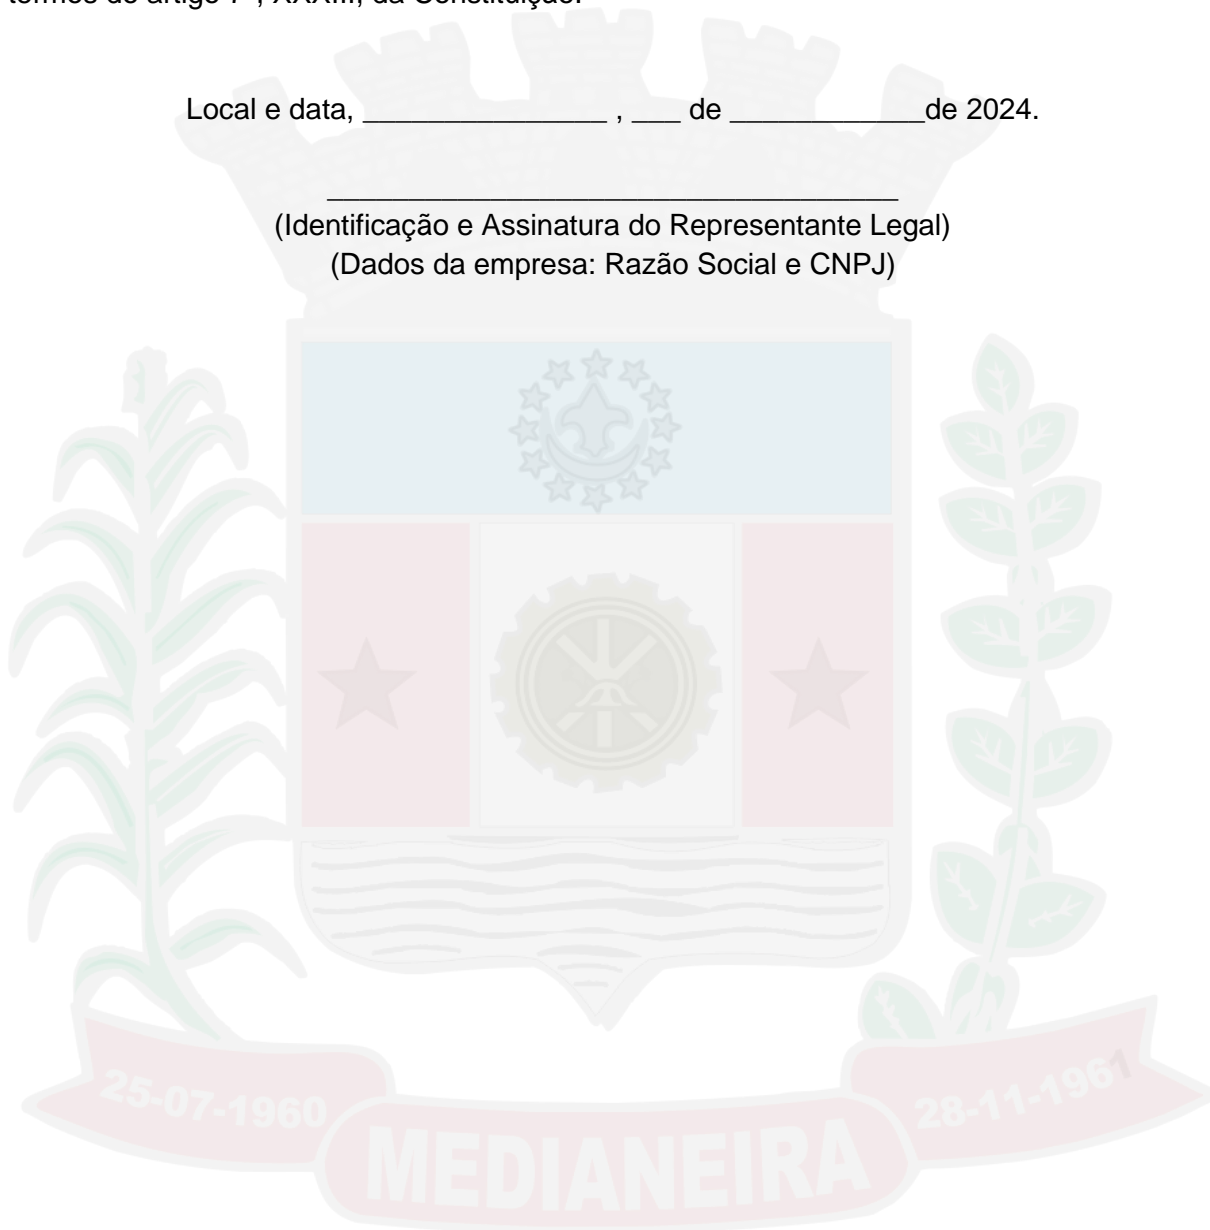 termos do artigo 7°, XXXIII, da Constituição.
Local e data, _______________ , ___ de ____________de 2024.
___________________________________
(Identificação e Assinatura do Representante Legal)
(Dados da empresa: Razão Social e CNPJ)
25-07-1960
28-11-1961
MEDIANEIRA